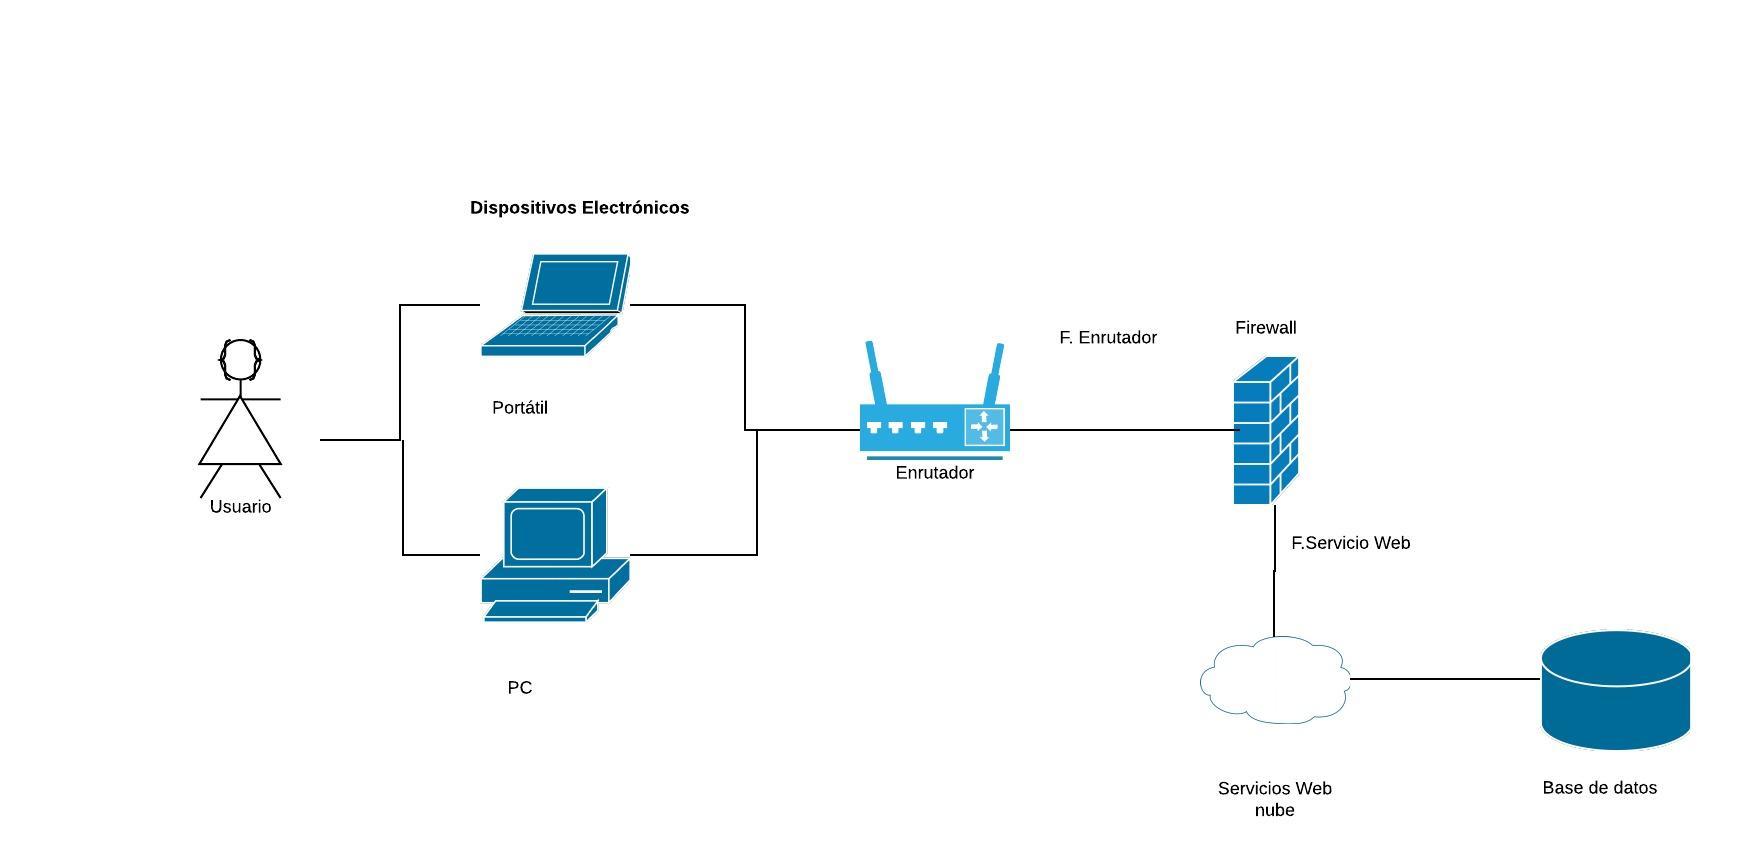 Dispositivos Electrónicos
Portátil
Usuario
PC
Enrutador
F. Enrutador
Firewall
F.Servicio Web
Servicios Web
nube
Base de datos